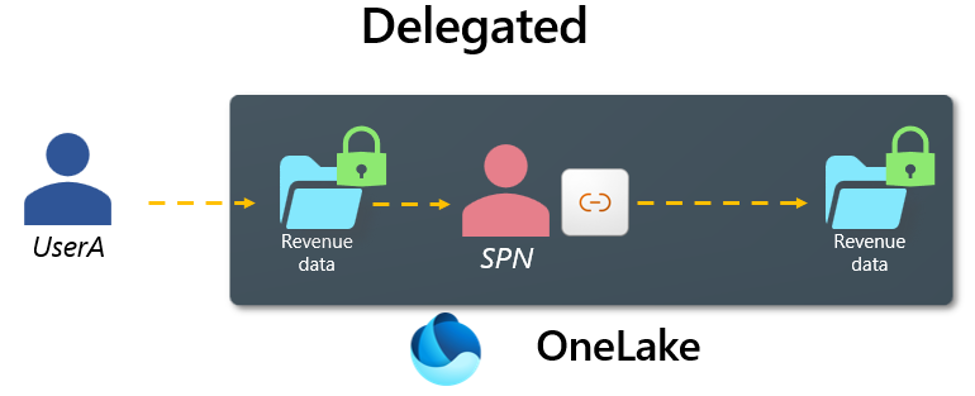 Delegated
UserA
Revenue
data
SPN
Revenue
data
OneLake